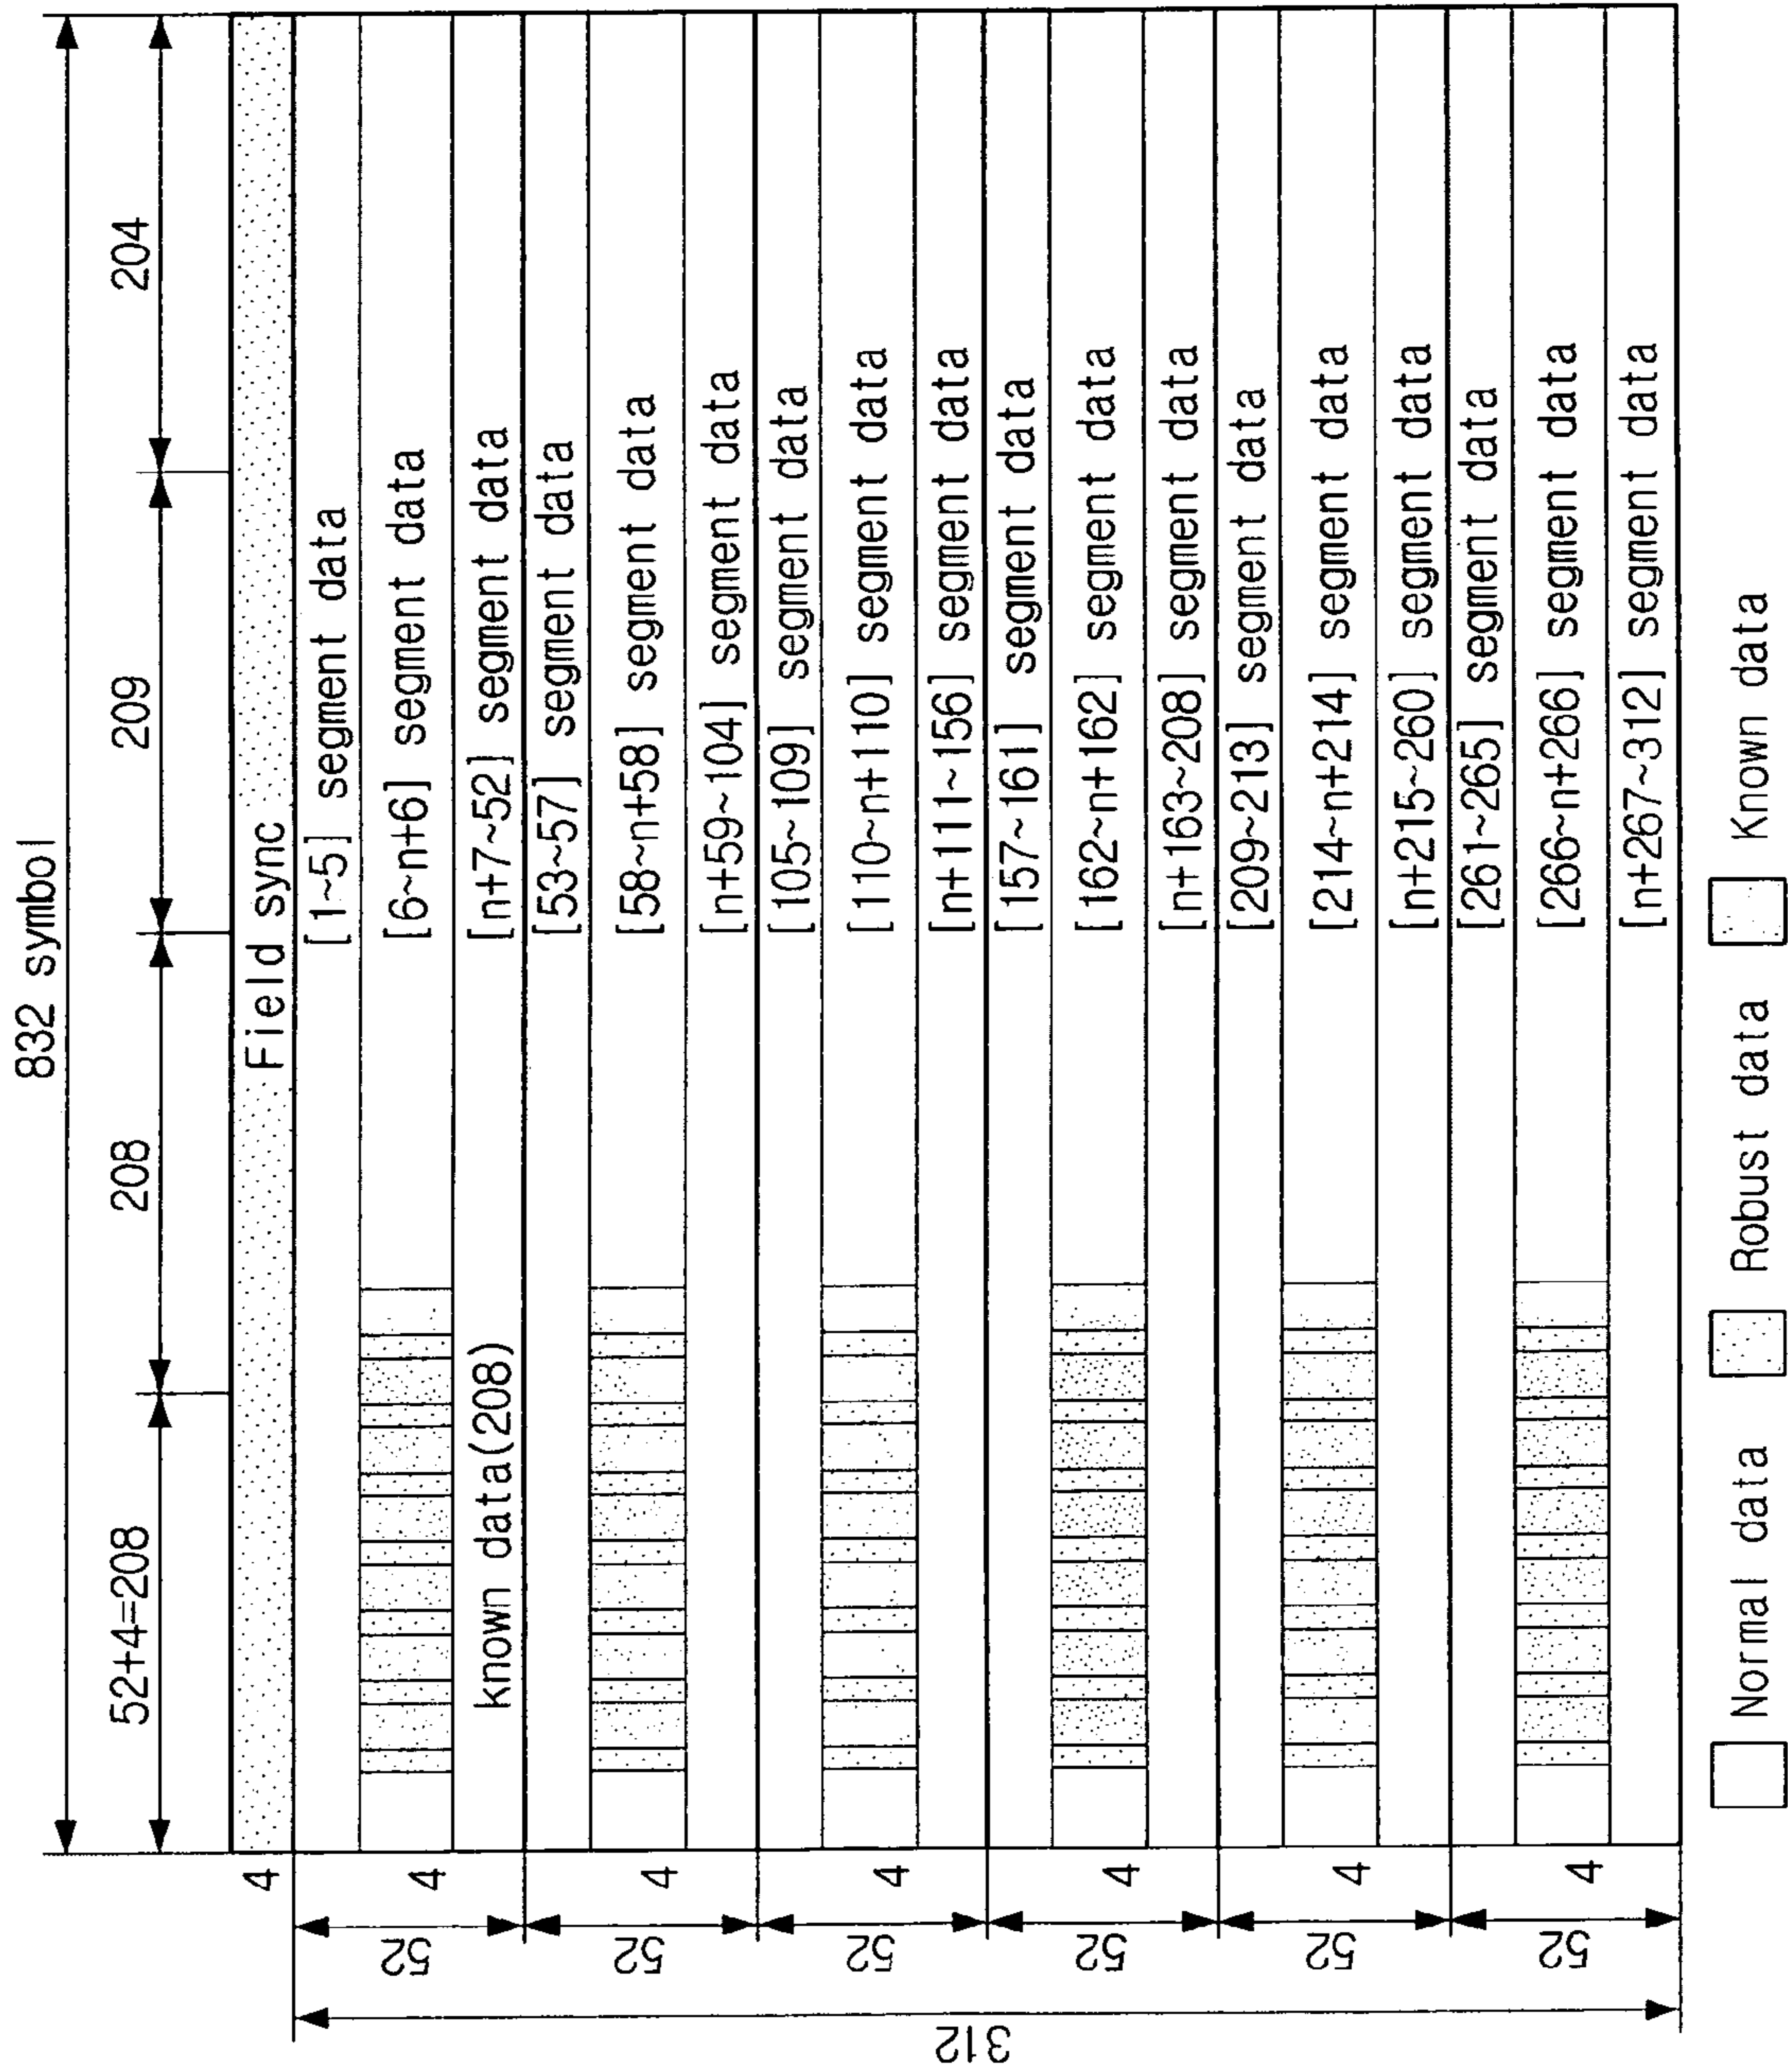 832 symbol
52+4=208
208
209
204
4
Field sync
[1~5] segment data
4
[6~n+6] segment data
known data(208)
[n+7~52] segment data
52
[53~57] segment data
4
[58~n+58] segment data
[n+59~104] segment data
52
[105~109] segment data
4
[110~n+110] segment data
[n+111~156] segment data
52
[157~161] segment data
4
[162~n+162] segment data
[n+163~208] segment data
52
[209~213] segment data
4
[214~n+214] segment data
[n+215~260] segment data
52
[261~265] segment data
4
[266~n+266] segment data
[n+267~312] segment data
52
312
Normal data
Robust data
Known data